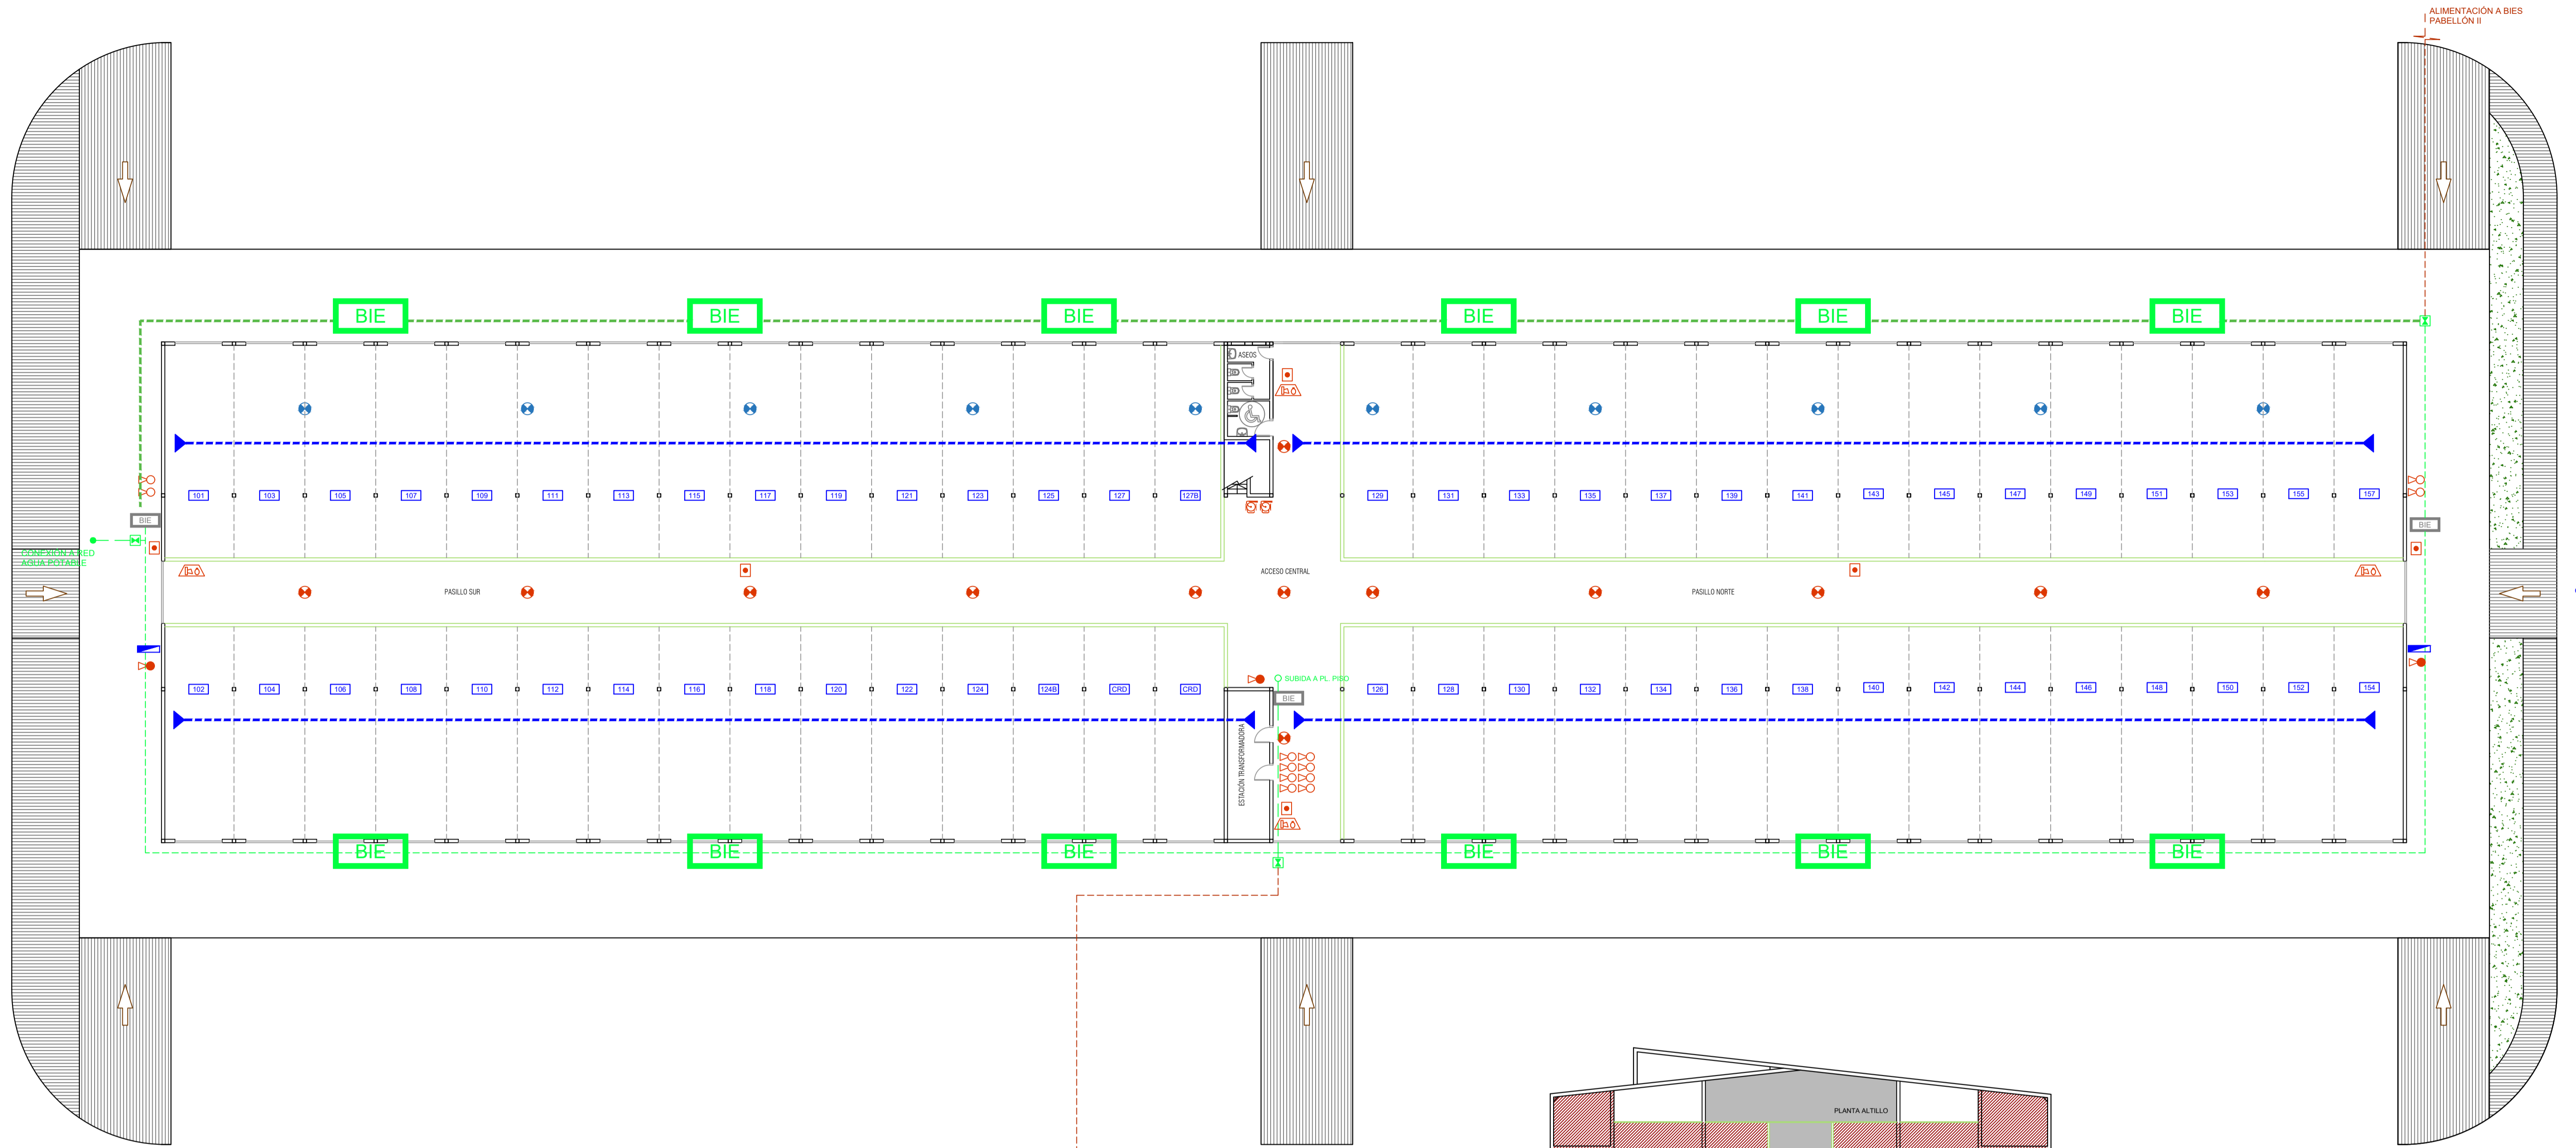 ALIMENTACIÓN A BIES
PABELLÓN II
BIE BIE BIE BIE BIE BIE
ASEOS
101 103 105 107 109 111 113 115 117 119 121 123 125 127 127B 129 131 133 135 137 139 141 143 145 147 149 151 153 155 157
BIE
BIE
CONEXIÓN A RED
AGUA POTABLE
ACCESO CENTRAL
PASILLO SUR
PASILLO NORTE
SUBIDA A PL. PISO
102 104 106 108 110 112 114 116 118 120 122 124 124B CRD CRD 126 128 130 132 134 136 138 140 142 144 146 148 150 152 154
BIE
ESTACIÓN TRANSFORMADORA
BIE BIE BIE BIE BIE BIE
PLANTA ALTILLO